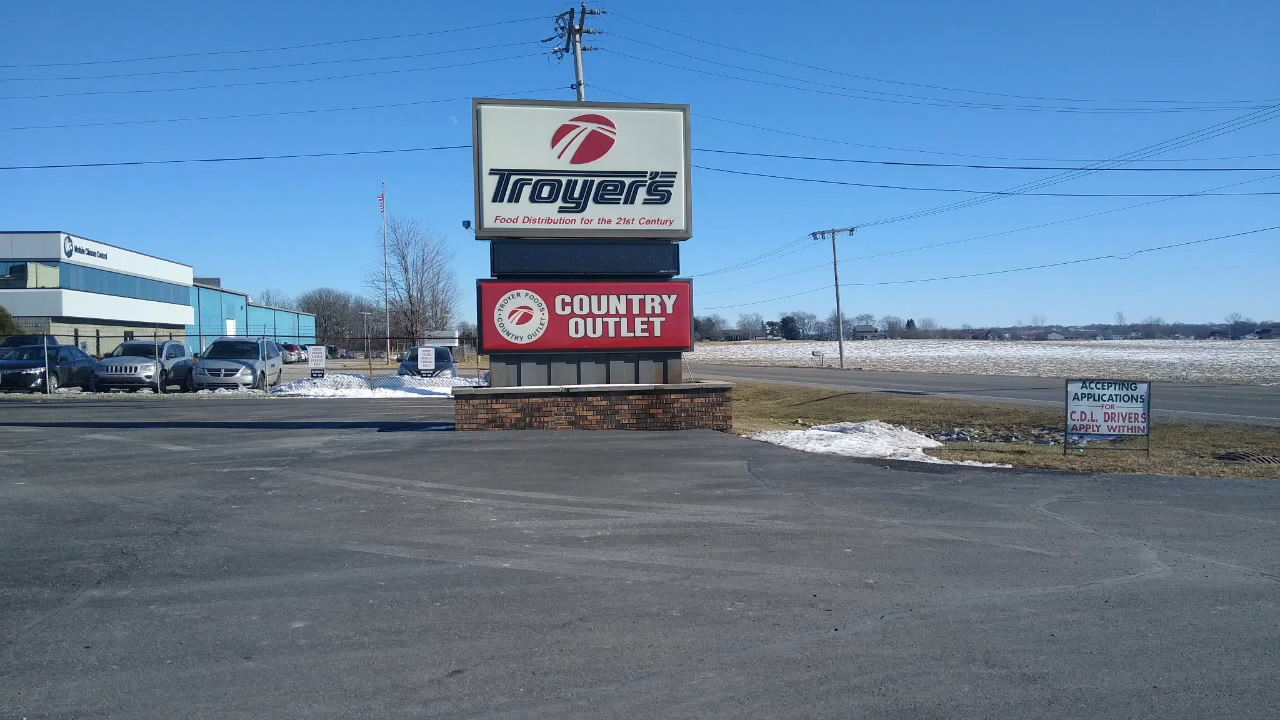 Troyer's
Food Distribution for the 21st Century
TROYER FOODS
COUNTRY OUTLET
COUNTRY
OUTLET
ACCEPTING
APPLICATIONS
FOR
C.D.L. DRIVERS
APPLY WITHIN
Control